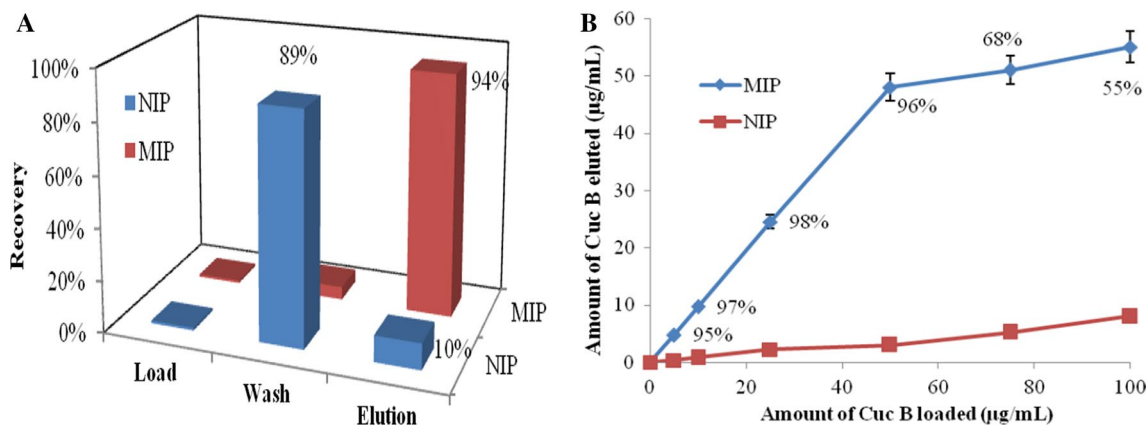 A
Recovery
100%
80%
60%
40%
20%
0%
NIP
MIP
89%
94%
10%
MIP
NIP
Load
Wash
Elution
B
Amount of Cuc B eluted (µg/mL)
60
50
40
30
20
10
0
MIP
NIP
95%
97%
98%
96%
68%
55%
0
20
40
60
80
100
Amount of Cuc B loaded (µg/mL)